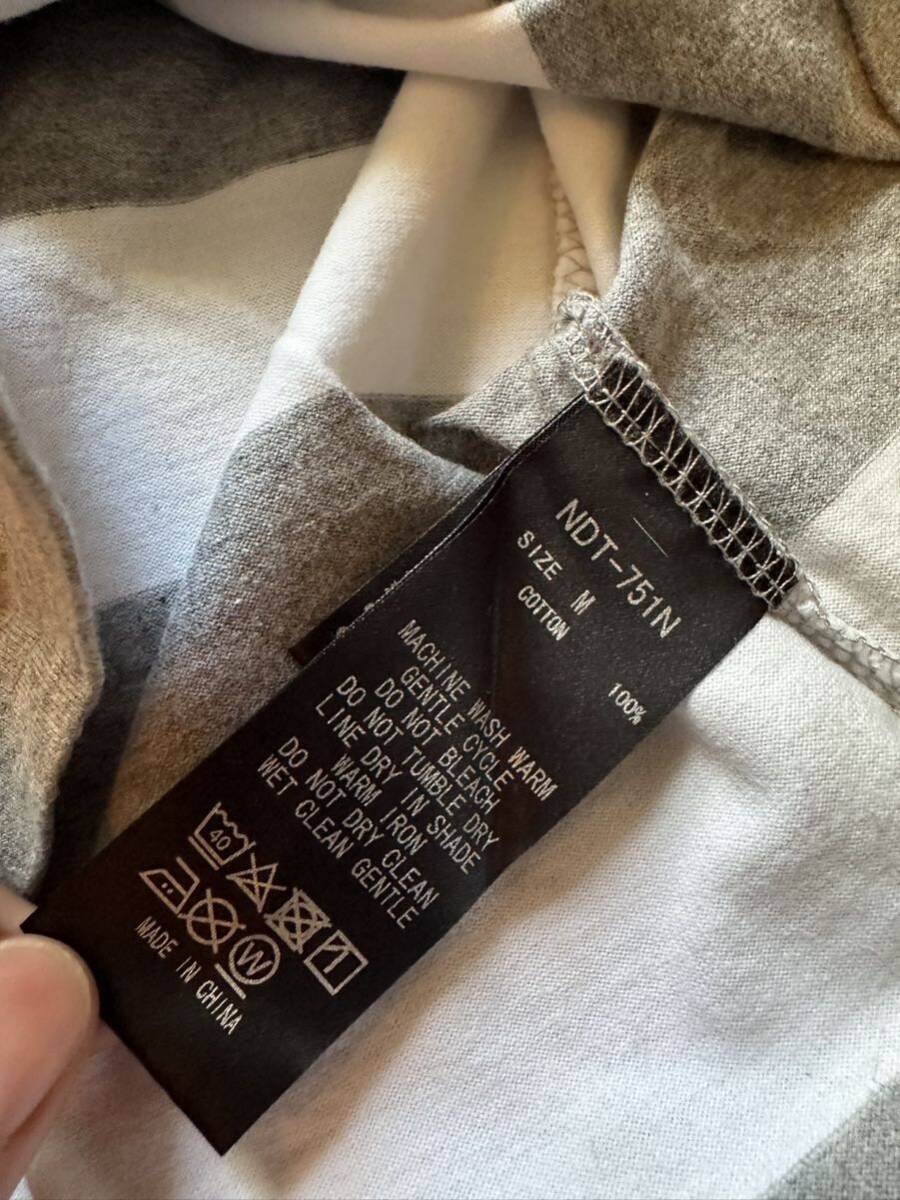 NDT-751N
SIZE M
COTTON 100%
MACHINE WASH WARM
GENTLE CYCLE
DO NOT BLEACH
DO NOT TUMBLE DRY
LINE DRY IN SHADE
WARM IRON
DO NOT DRY CLEAN
WET CLEAN GENTLE
40
W
MADE IN CHINA